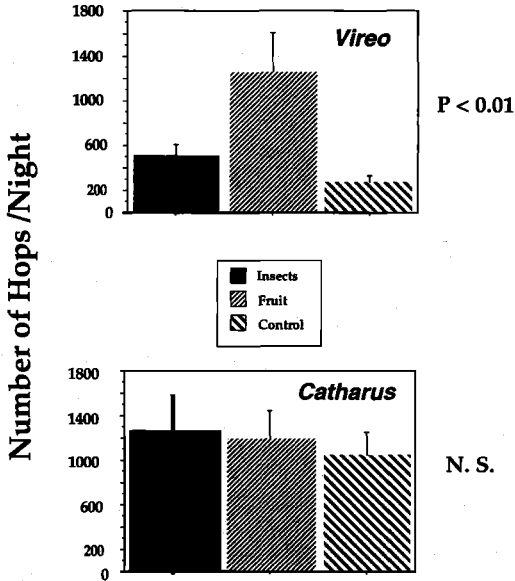 Number of Hops /Night
1800
1400
1000
600
200
0
Vireo
P < 0.01
Insects
Fruit
Control
1800
1400
1000
600
200
0
Catharus
N. S.